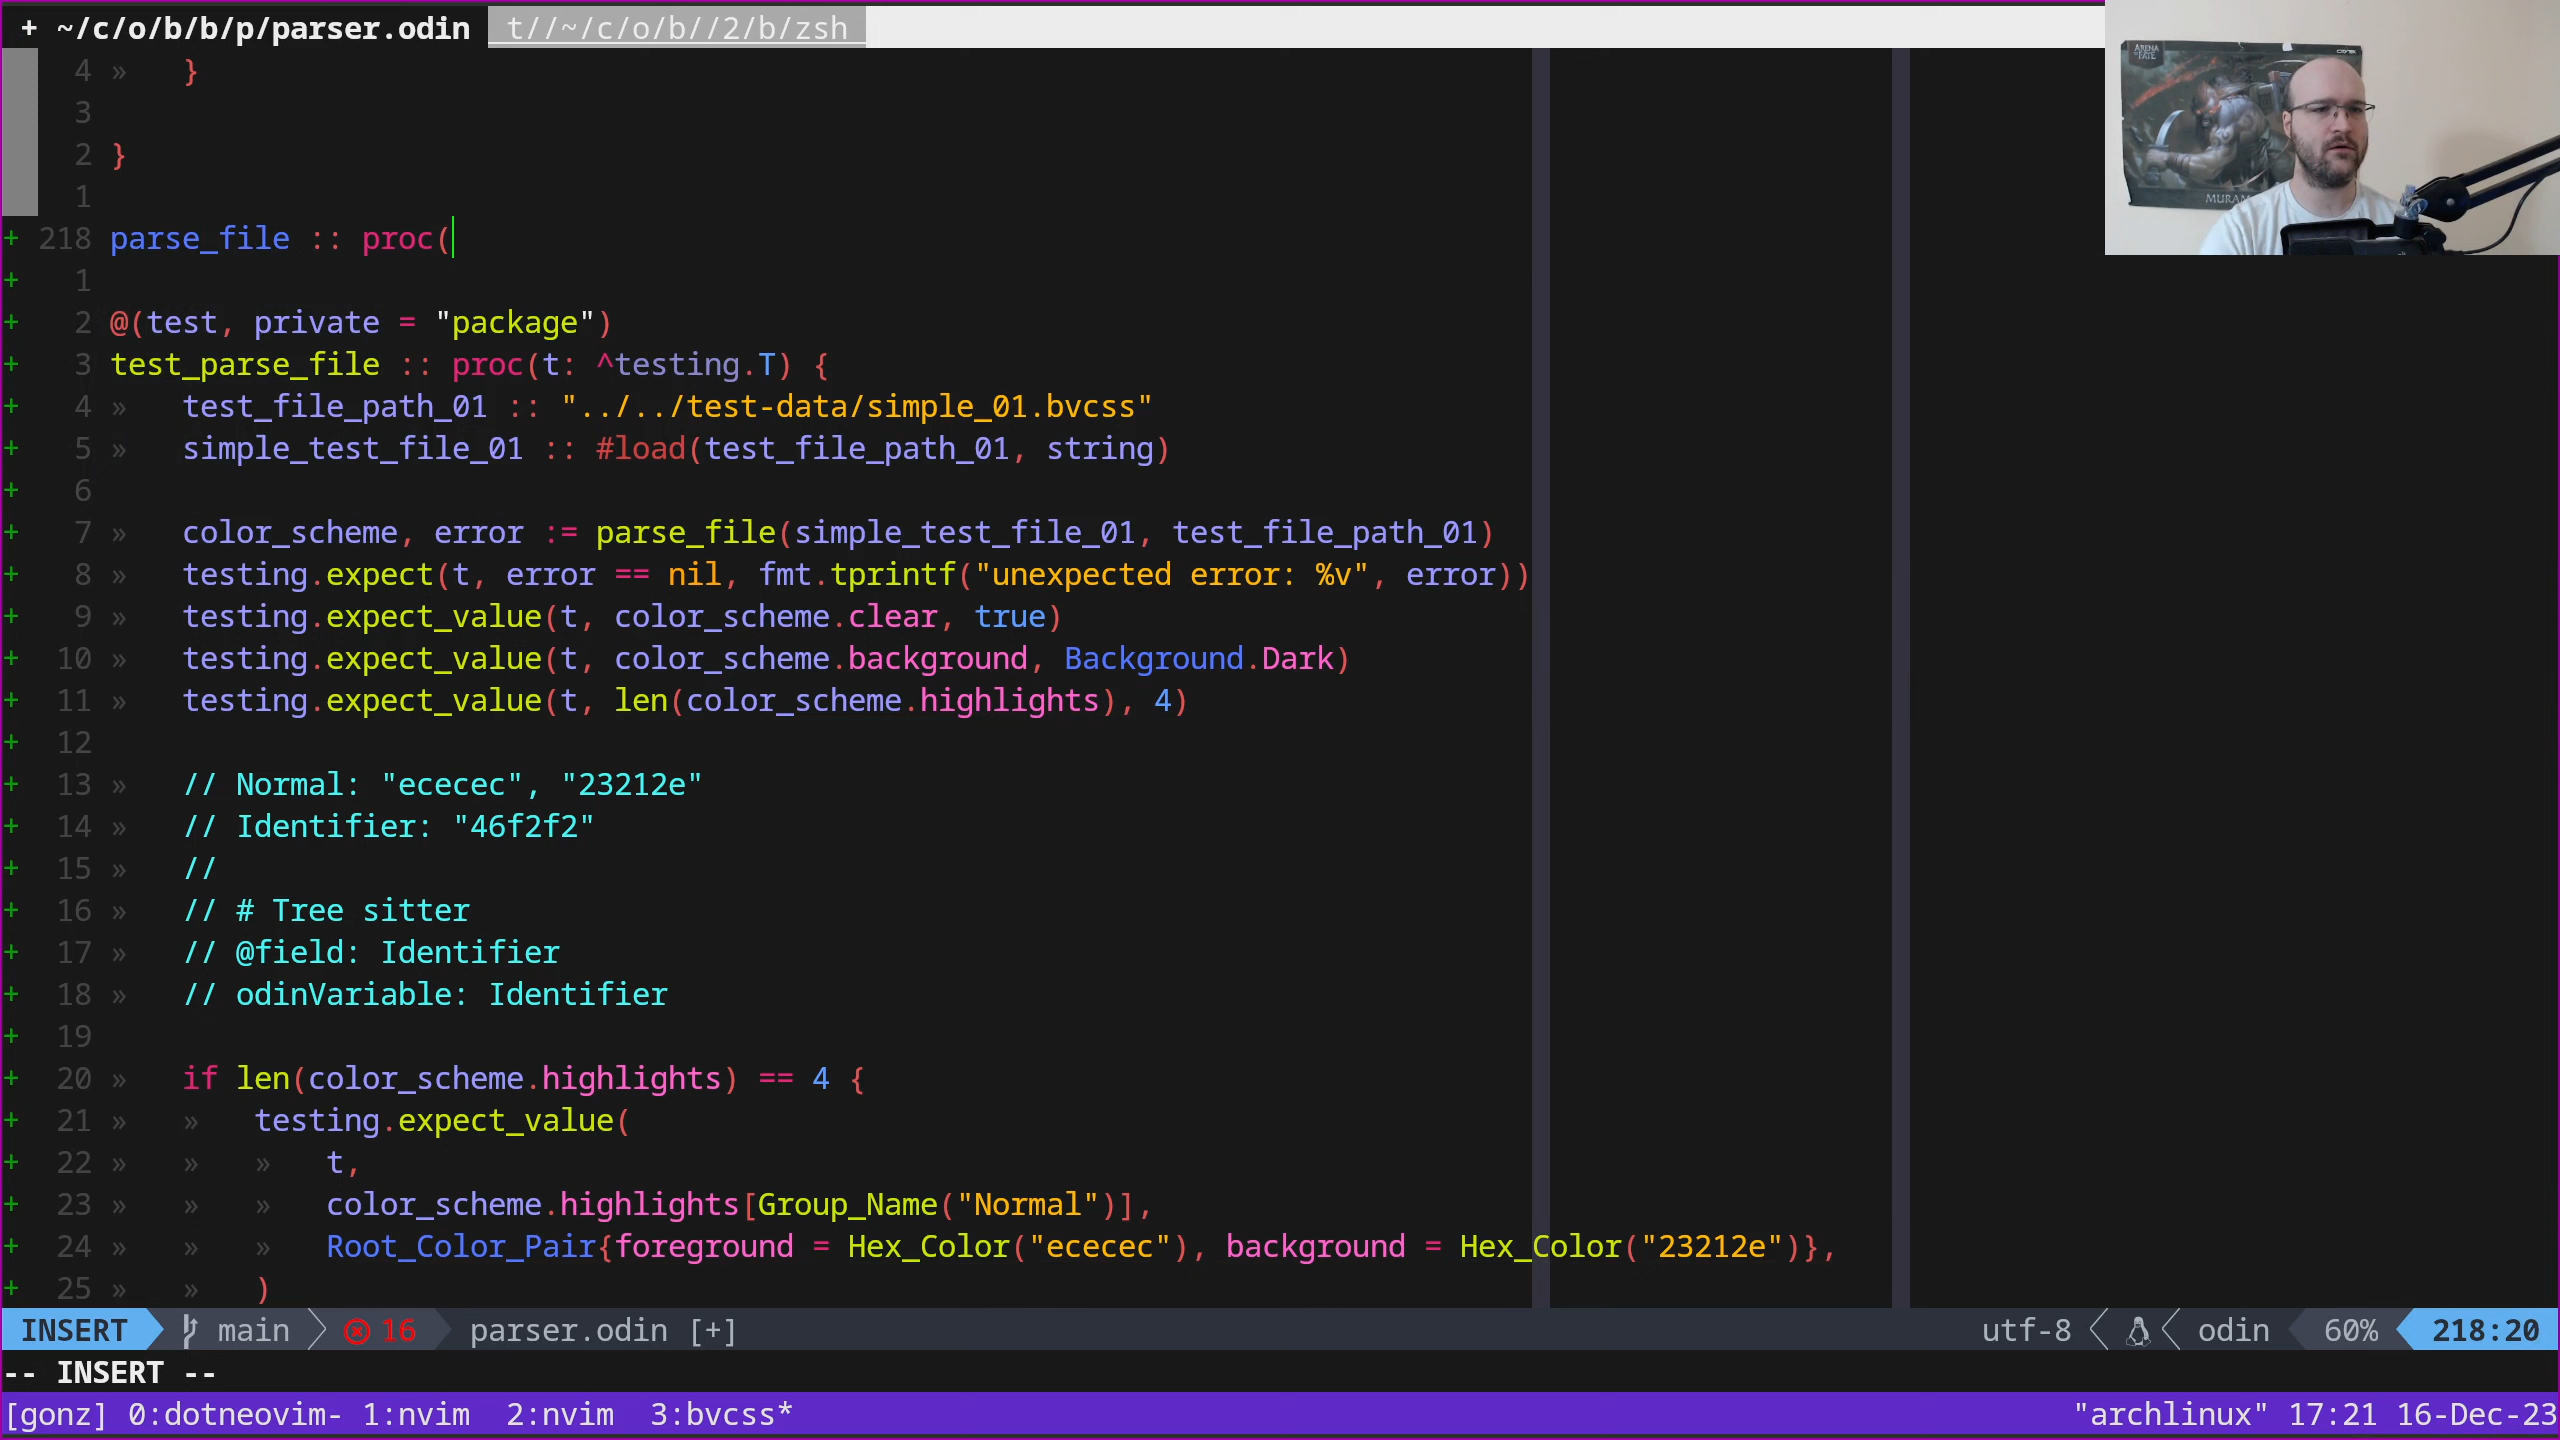 + ~/c/o/b/b/p/parser.odin t//~/c/o/b//2/b/zsh
4 » }
3
2 }
1
+ 218 parse_file :: proc(
+ 1
+ 2 @(test, private = "package")
+ 3 test_parse_file :: proc(t: ^testing.T) {
+ 4 » test_file_path_01 :: "../../test-data/simple_01.bvcss"
+ 5 » simple_test_file_01 :: #load(test_file_path_01, string)
+ 6
+ 7 » color_scheme, error := parse_file(simple_test_file_01, test_file_path_01)
+ 8 » testing.expect(t, error == nil, fmt.tprintf("unexpected error: %v", error))
+ 9 » testing.expect_value(t, color_scheme.clear, true)
+ 10 » testing.expect_value(t, color_scheme.background, Background.Dark)
+ 11 » testing.expect_value(t, len(color_scheme.highlights), 4)
+ 12
+ 13 » // Normal: "ececec", "23212e"
+ 14 » // Identifier: "46f2f2"
+ 15 » //
+ 16 » // # Tree sitter
+ 17 » // @field: Identifier
+ 18 » // odinVariable: Identifier
+ 19
+ 20 » if len(color_scheme.highlights) == 4 {
+ 21 » » testing.expect_value(
+ 22 » » » t,
+ 23 » » » color_scheme.highlights[Group_Name("Normal")],
+ 24 » » » Root_Color_Pair{foreground = Hex_Color("ececec"), background = Hex_Color("23212e")},
+ 25 » » )
INSERT main 16 parser.odin [+] utf-8 odin 60% 218:20
-- INSERT --
[gonz] 0:dotneovim- 1:nvim 2:nvim 3:bvcss* "archlinux" 17:21 16-Dec-23
ARENA
OF FATE